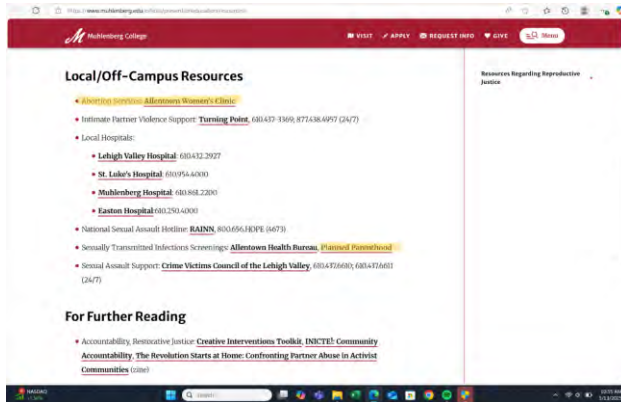 https://www.muhlenberg.edu
Muhlenberg College
VISIT
APPLY
REQUEST INFO
GIVE
Menu
Local/Off-Campus Resources
Abortion Services: Allentown Women's Clinic
Intimate Partner Violence Support: Turning Point, 610.437-3369; 877.438.4957 (24/7)
Local Hospitals:
Lehigh Valley Hospital: 610.432.2927
St. Luke's Hospital: 610.954.4000
Muhlenberg Hospital: 610.861.2200
Easton Hospital:610.250.4000
National Sexual Assault Hotline: RAINN, 800.656.HOPE (4673)
Sexually Transmitted Infections Screenings: Allentown Health Bureau, Planned Parenthood
Sexual Assault Support: Crime Victims Council of the Lehigh Valley, 610.437.6610; 610.437.6611
(24/7)
For Further Reading
Accountability, Restorative Justice: Creative Interventions Toolkit, INCITE!: Community
Accountability, The Revolution Starts at Home: Confronting Partner Abuse in Activist
Communities (zine)
Resources Regarding Reproductive
Justice
NASDAQ
Search